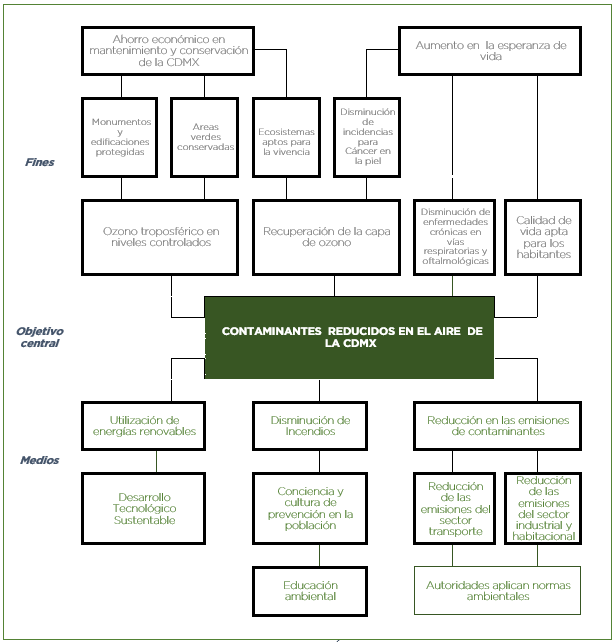 Ahorro económico en
mantenimiento y conservación
de la CDMX
Aumento en la esperanza de
vida
Monumentos
y
edificaciones
protegidas
Areas
verdes
conservadas
Ecosistemas
aptos para
la vivencia
Disminución
de
incidencias
para
Cáncer en
la piel
Fines
Ozono troposférico en
niveles controlados
Recuperación de la capa
de ozono
Disminución de
enfermedades
crónicas en
vías
respiratorias y
oftalmológicas
Calidad de
vida apta
para los
habitantes
Objetivo
central
CONTAMINANTES REDUCIDOS EN EL AIRE DE
LA CDMX
Utilización de
energías renovables
Disminución de
Incendios
Reducción en las emisiones
de contaminantes
Medios
Desarrollo
Tecnológico
Sustentable
Conciencia y
cultura de
prevención en la
población
Reducción
de las
emisiones del
sector
transporte
Reducción
de las
emisiones
del sector
industrial y
habitacional
Educación
ambiental
Autoridades aplican normas
ambientales